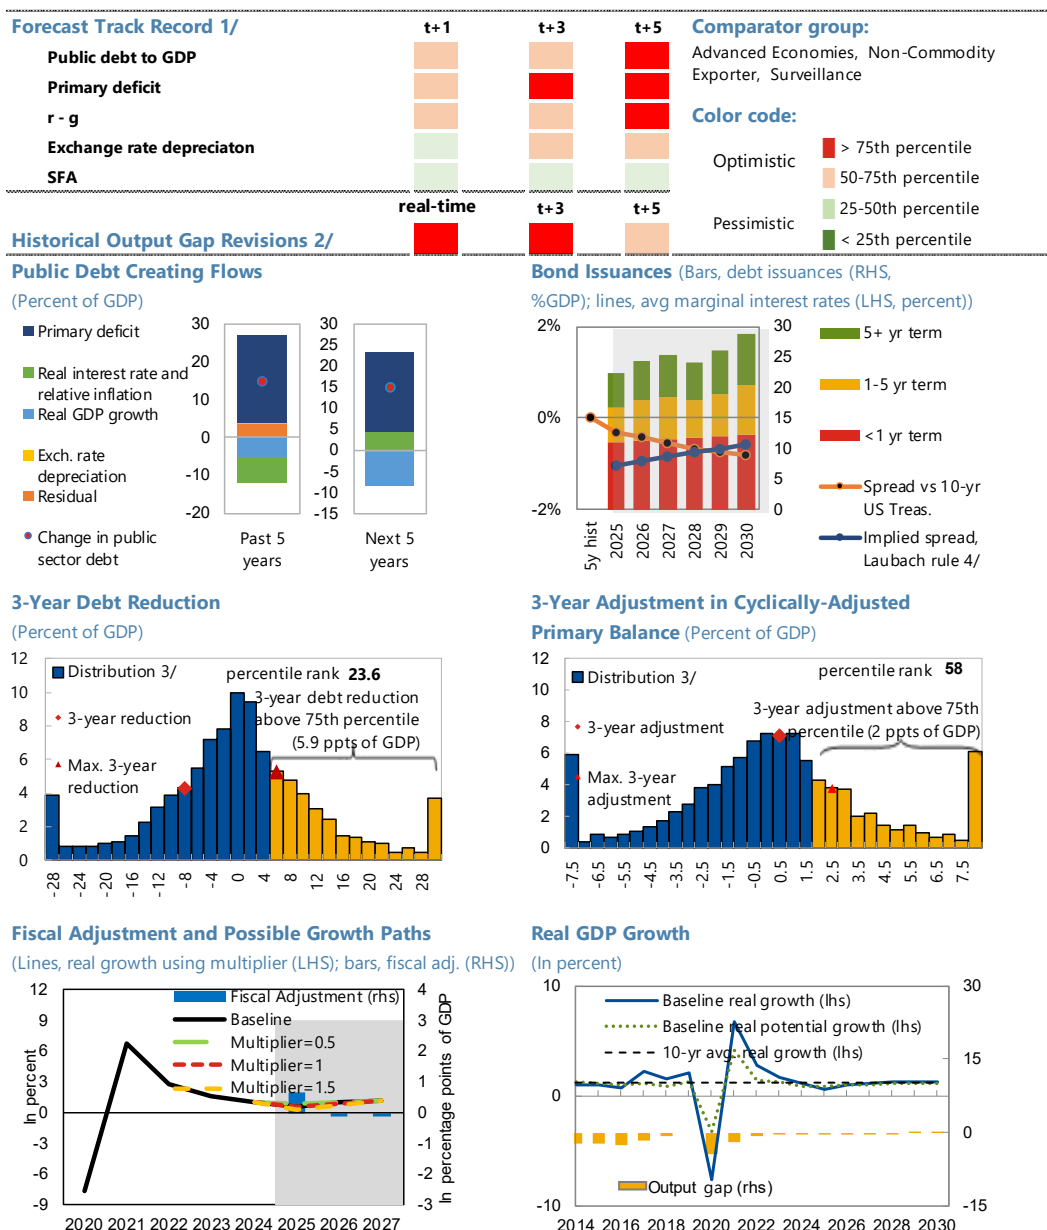 Forecast Track Record 1/ t+1 t+3 t+5 Comparator group:
Public debt to GDP
Primary deficit
r - g
Exchange rate depreciaton
SFA
Advanced Economies, Non-Commodity
Exporter, Surveillance
Color code:
Optimistic
> 75th percentile
50-75th percentile
Pessimistic
25-50th percentile
< 25th percentile
real-time t+3 t+5
Historical Output Gap Revisions 2/
Public Debt Creating Flows
(Percent of GDP)
Primary deficit
Real interest rate and
relative inflation
Real GDP growth
Exch. rate
depreciation
Residual
Change in public
sector debt
30
20
10
0
-10
-20
Past 5
years
30
25
20
15
10
5
0
-5
-10
-15
Next 5
years
Bond Issuances (Bars, debt issuances (RHS,
%GDP); lines, avg marginal interest rates (LHS, percent))
2%
0%
-2%
30
25
20
15
10
5
0
5y hist 2025 2026 2027 2028 2029 2030
5+ yr term
1-5 yr term
<1 yr term
Spread vs 10-yr
US Treas.
Implied spread,
Laubach rule 4/
3-Year Debt Reduction
(Percent of GDP)
12
10
8
6
4
2
0
Distribution 3/
3-year reduction
Max. 3-year
reduction
percentile rank 23.6
3-year debt reduction
above 75th percentile
(5.9 ppts of GDP)
-28 -24 -20 -16 -12 -8 -4 0 4 8 12 16 20 24 28
3-Year Adjustment in Cyclically-Adjusted
Primary Balance (Percent of GDP)
12
10
8
6
4
2
0
Distribution 3/
3-year adjustment
Max. 3-year
adjustment
percentile rank 58
3-year adjustment above 75th
percentile (2 ppts of GDP)
-7.5 -6.5 -5.5 -4.5 -3.5 -2.5 -1.5 -0.5 0.5 1.5 2.5 3.5 4.5 5.5 6.5 7.5
Fiscal Adjustment and Possible Growth Paths
(Lines, real growth using multiplier (LHS); bars, fiscal adj. (RHS))
In percent
12
9
6
3
0
-3
-6
-9
Fiscal Adjustment (rhs)
Baseline
Multiplier=0.5
Multiplier=1
Multiplier=1.5
4
3
2
1
0
-1
-2
-3
In percentage points of GDP
2020 2021 2022 2023 2024 2025 2026 2027
Real GDP Growth
(In percent)
10
0
-10
Baseline real growth (lhs)
Baseline real potential growth (lhs)
10-yr avg. real growth (lhs)
Output gap (rhs)
30
15
0
-15
2014 2016 2018 2020 2022 2024 2026 2028 2030